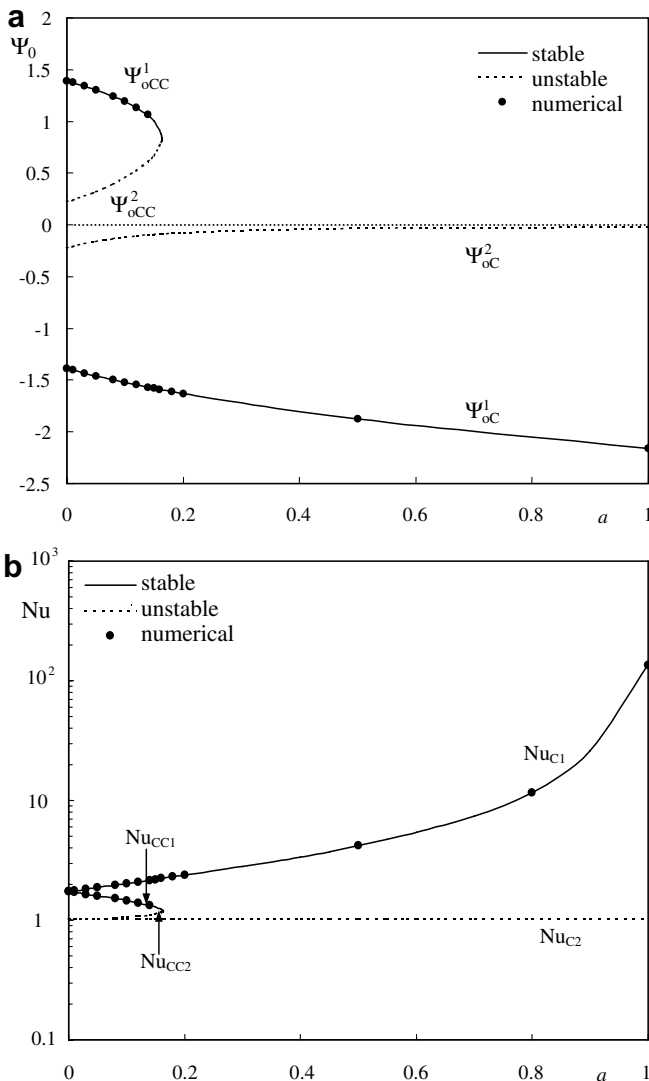 a
Ψ0
2
1.5
1
0.5
0
-0.5
-1
-1.5
-2
-2.5
Ψ¹oCC
Ψ²oCC
Ψ²oC
Ψ¹oC
stable
unstable
numerical
0
0.2
0.4
0.6
0.8
a
1
b
Nu
10³
10²
10
1
0.1
stable
unstable
numerical
NuC1
NuCC1
NuCC2
NuC2
0
0.2
0.4
0.6
0.8
a
1